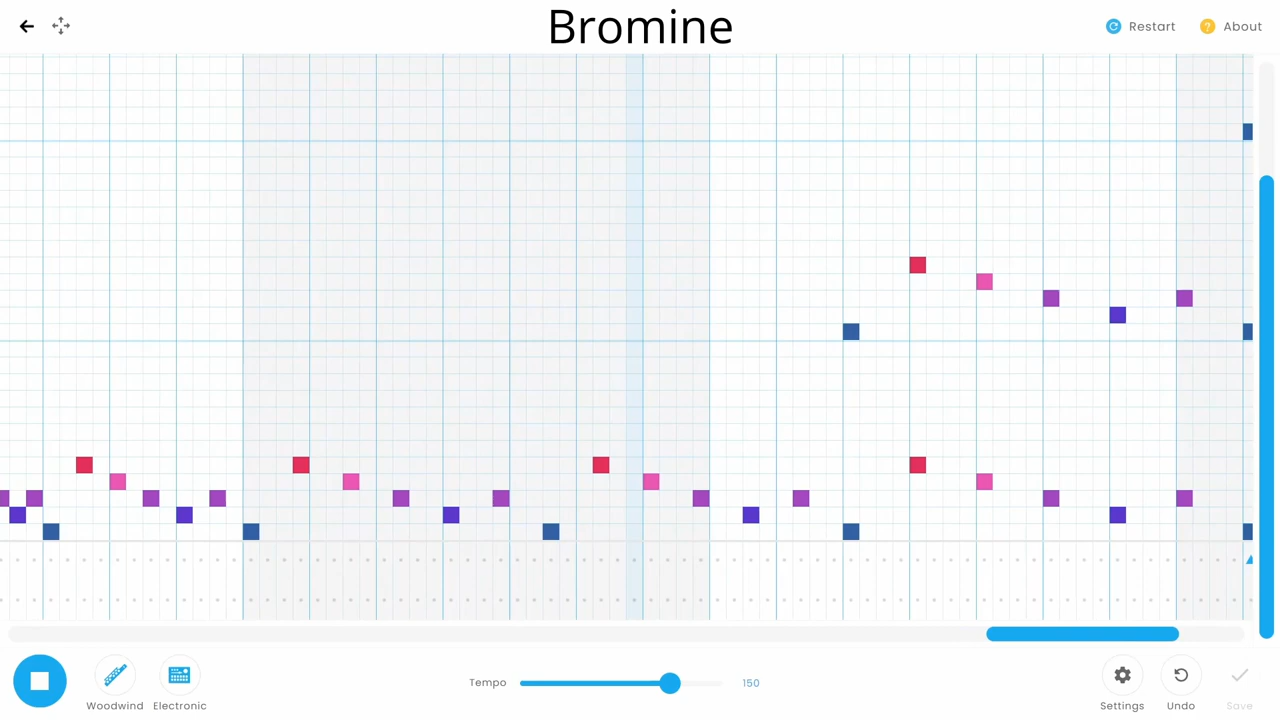 Bromine
Restart
About
Woodwind
Electronic
Tempo
150
Settings
Undo
Save